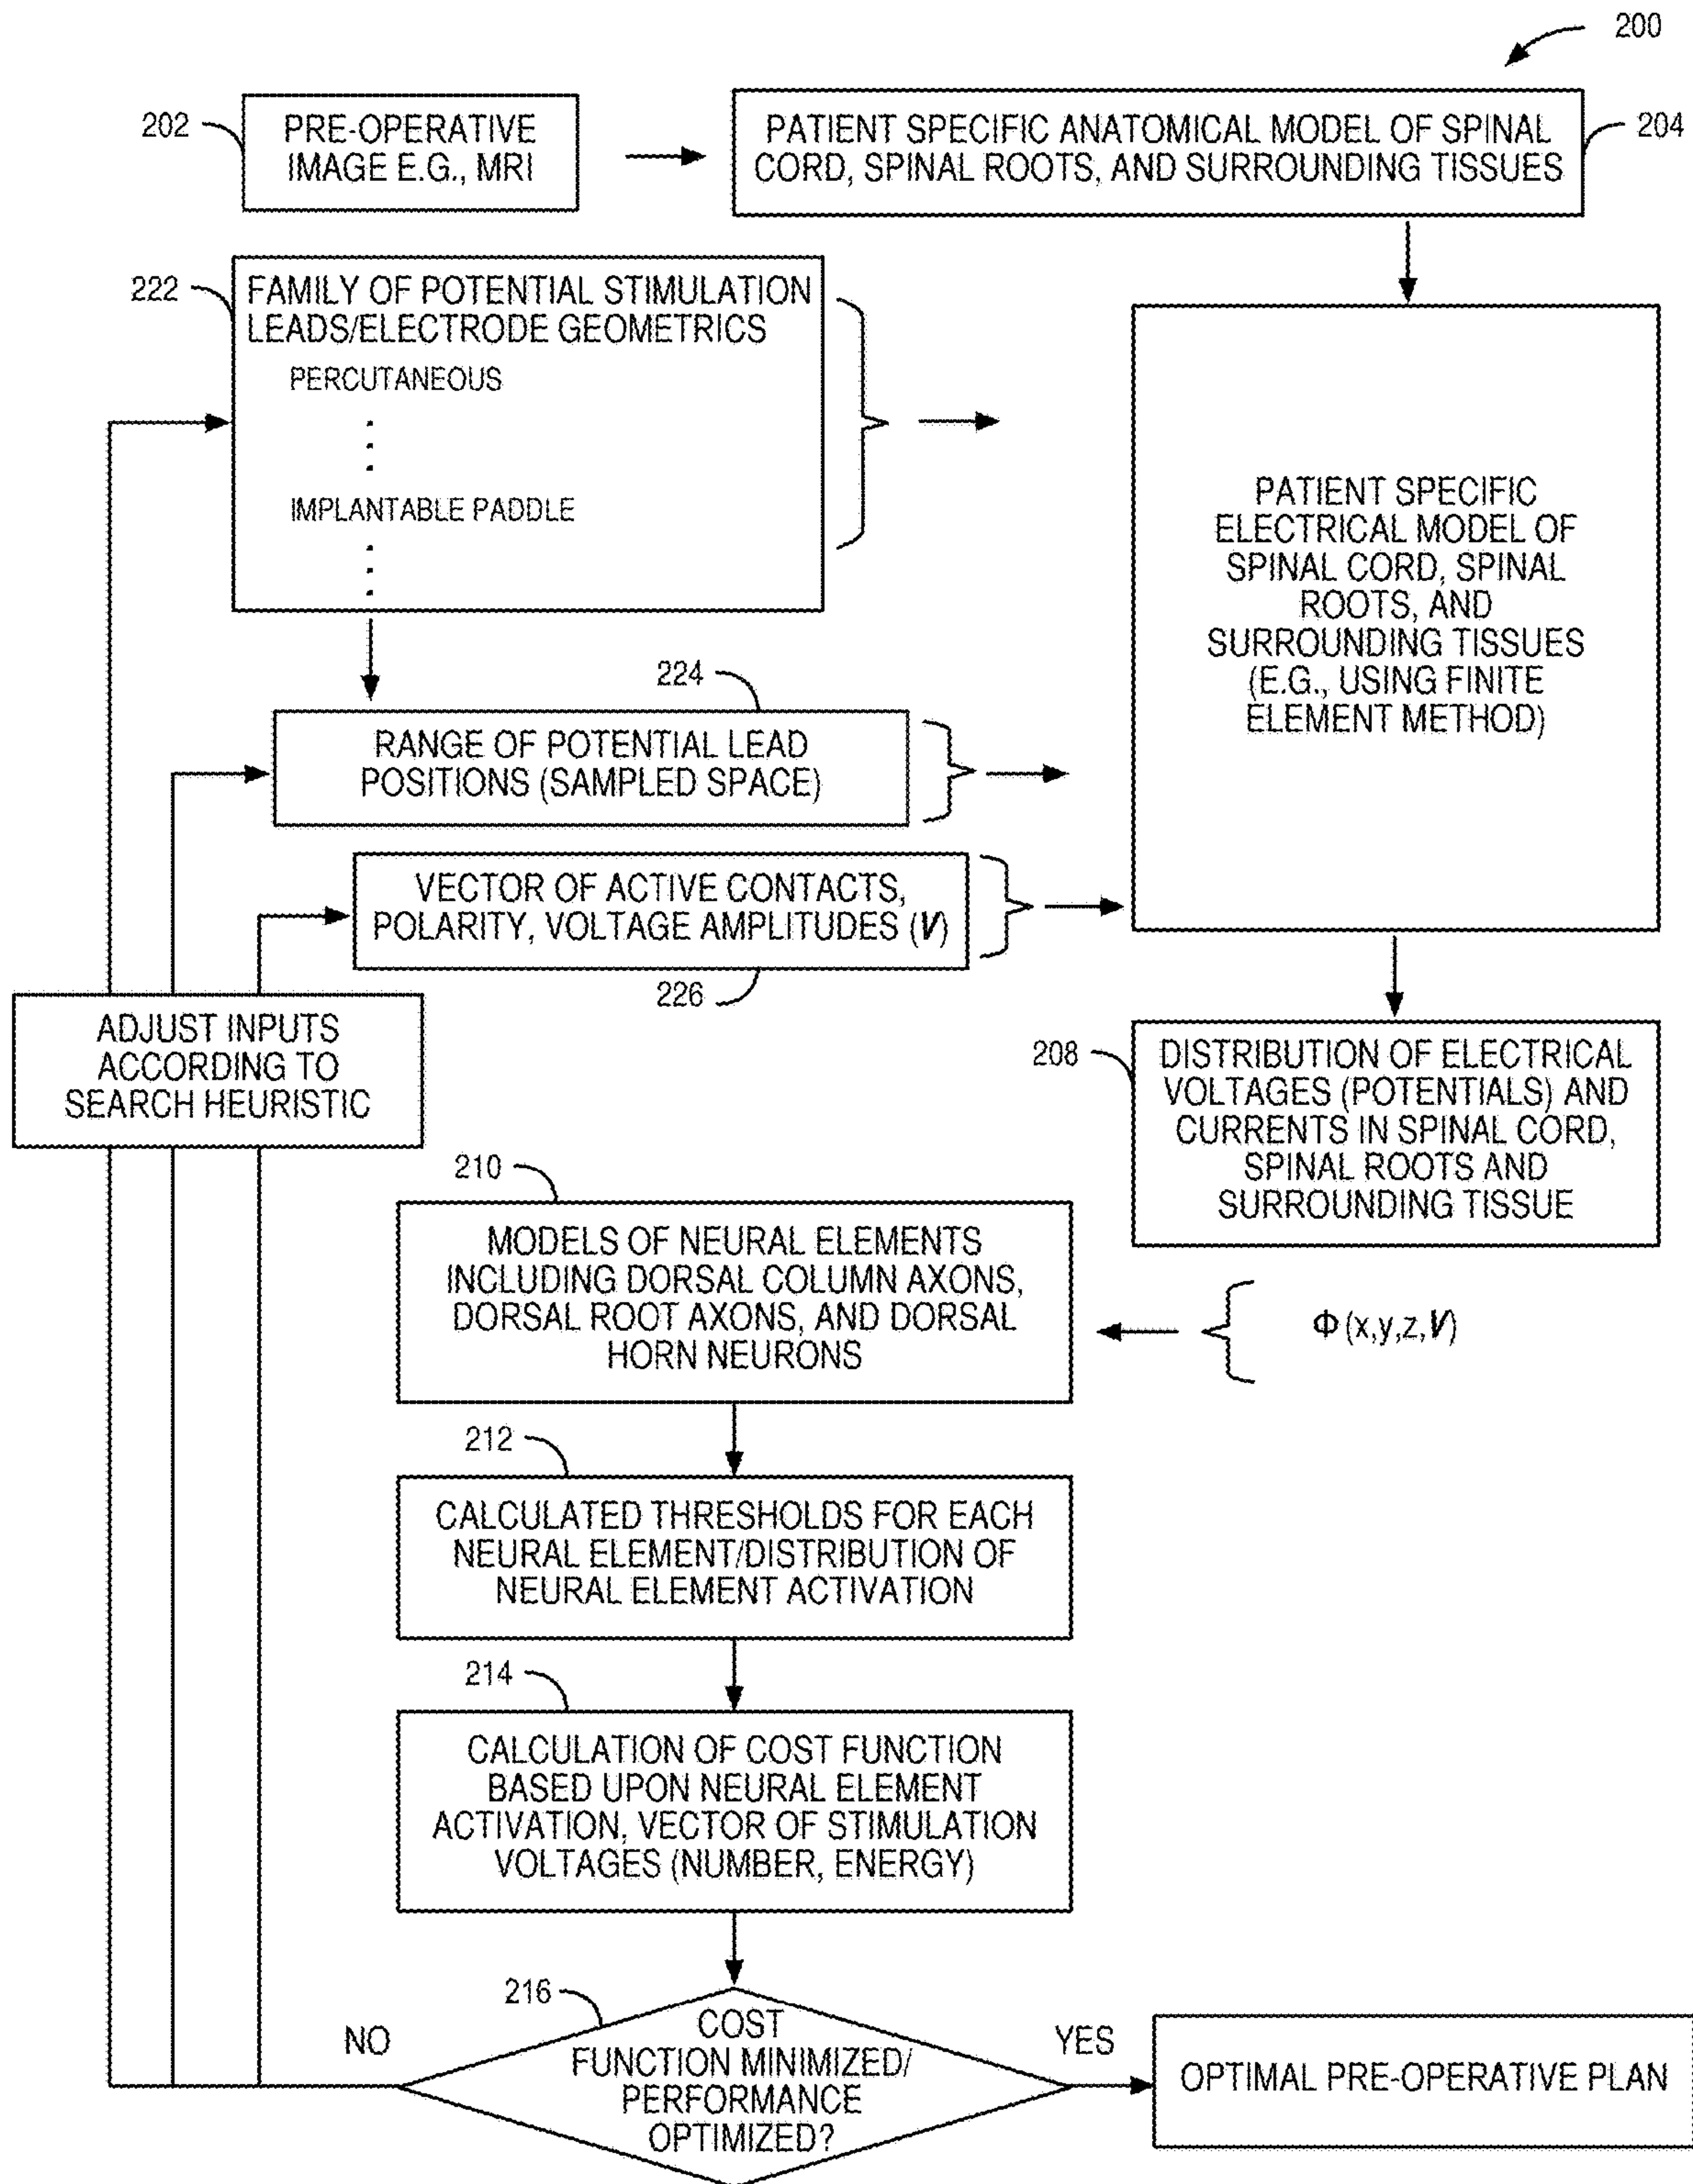 200
202
PRE-OPERATIVE
IMAGE E.G., MRI
PATIENT SPECIFIC ANATOMICAL MODEL OF SPINAL
CORD, SPINAL ROOTS, AND SURROUNDING TISSUES
204
222
FAMILY OF POTENTIAL STIMULATION
LEADS/ELECTRODE GEOMETRICS
PERCUTANEOUS
IMPLANTABLE PADDLE
PATIENT SPECIFIC
ELECTRICAL MODEL OF
SPINAL CORD, SPINAL
ROOTS, AND
SURROUNDING TISSUES
(E.G., USING FINITE
ELEMENT METHOD)
224
RANGE OF POTENTIAL LEAD
POSITIONS (SAMPLED SPACE)
VECTOR OF ACTIVE CONTACTS,
POLARITY, VOLTAGE AMPLITUDES (V)
226
ADJUST INPUTS
ACCORDING TO
SEARCH HEURISTIC
208
DISTRIBUTION OF ELECTRICAL
VOLTAGES (POTENTIALS) AND
CURRENTS IN SPINAL CORD,
SPINAL ROOTS AND
SURROUNDING TISSUE
210
MODELS OF NEURAL ELEMENTS
INCLUDING DORSAL COLUMN AXONS,
DORSAL ROOT AXONS, AND DORSAL
HORN NEURONS
Φ (x,y,z,V)
212
CALCULATED THRESHOLDS FOR EACH
NEURAL ELEMENT/DISTRIBUTION OF
NEURAL ELEMENT ACTIVATION
214
CALCULATION OF COST FUNCTION
BASED UPON NEURAL ELEMENT
ACTIVATION, VECTOR OF STIMULATION
VOLTAGES (NUMBER, ENERGY)
216
COST
FUNCTION MINIMIZED/
PERFORMANCE
OPTIMIZED?
NO
YES
OPTIMAL PRE-OPERATIVE PLAN